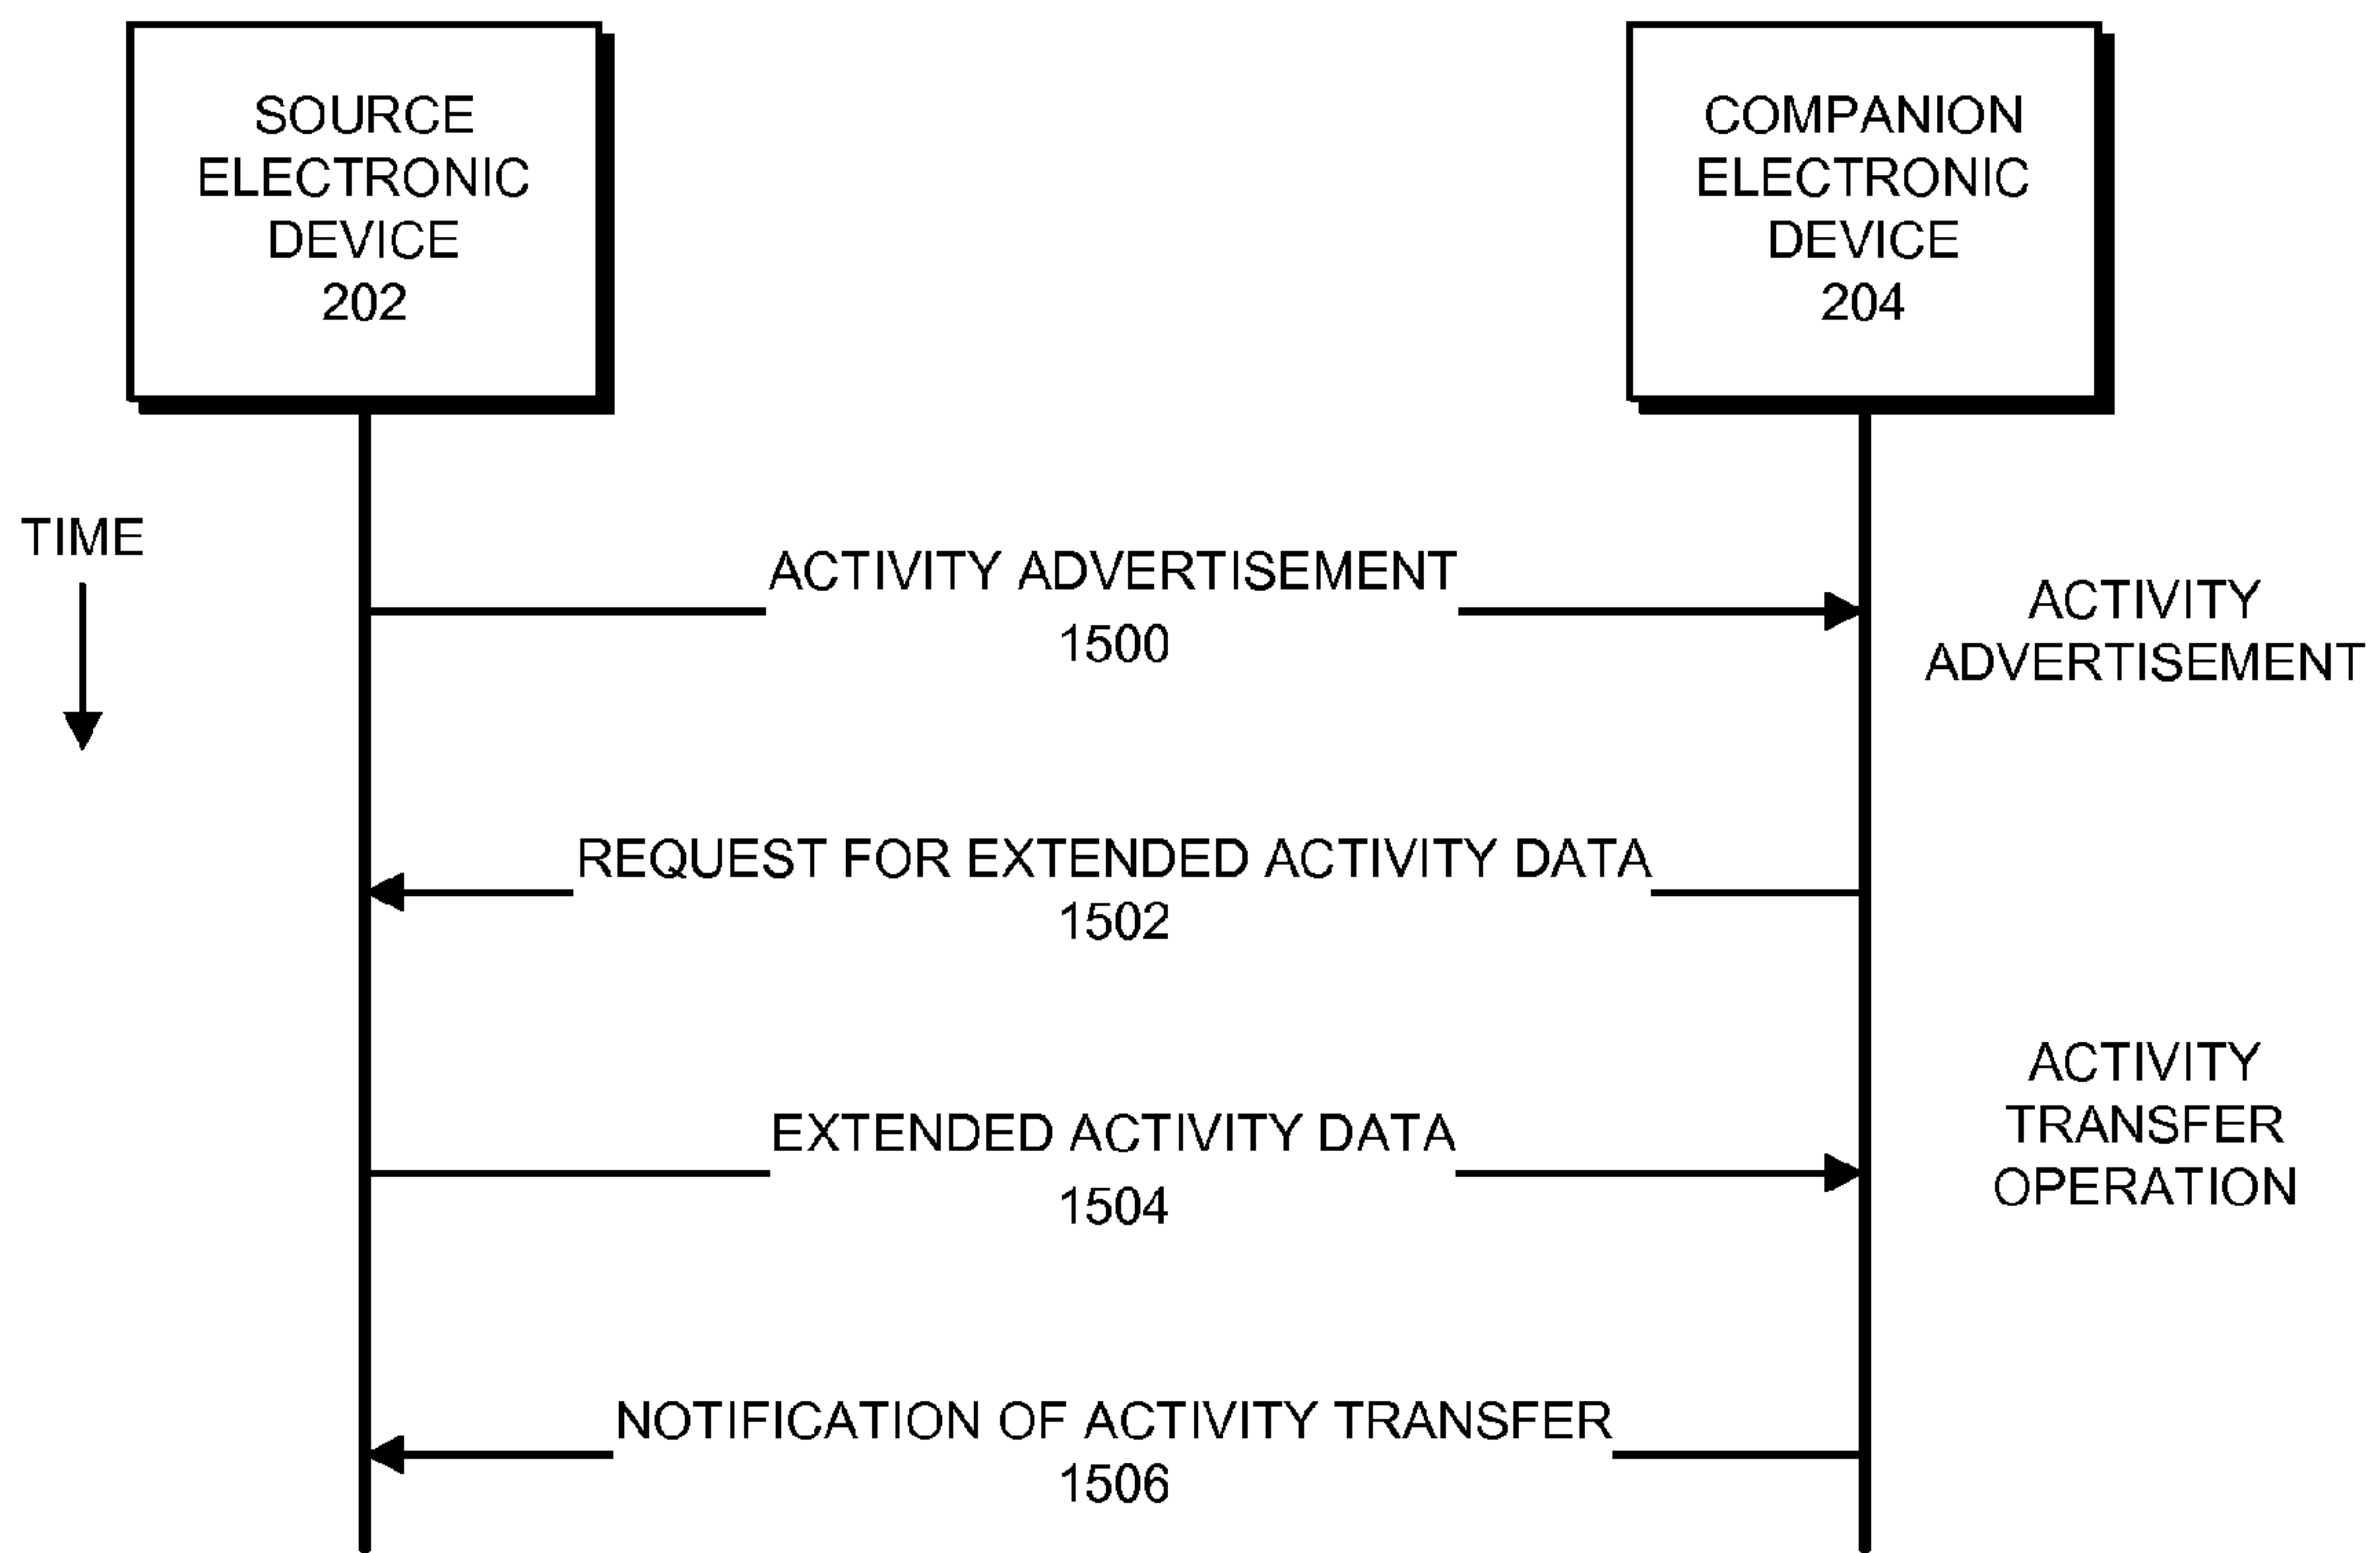 SOURCE
ELECTRONIC
DEVICE
202
COMPANION
ELECTRONIC
DEVICE
204
TIME
ACTIVITY ADVERTISEMENT
1500
ACTIVITY
ADVERTISEMENT
REQUEST FOR EXTENDED ACTIVITY DATA
1502
EXTENDED ACTIVITY DATA
1504
ACTIVITY
TRANSFER
OPERATION
NOTIFICATION OF ACTIVITY TRANSFER
1506